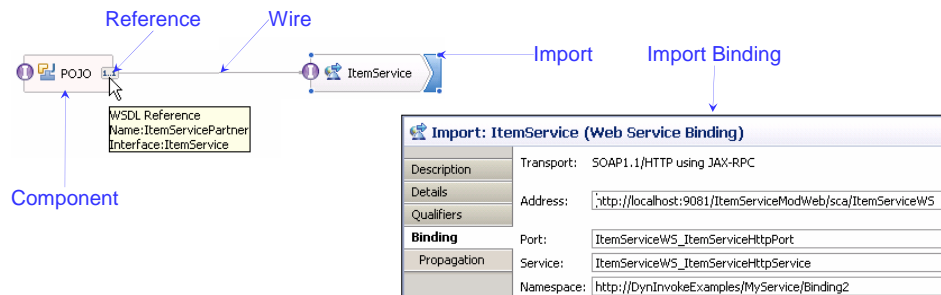 Reference
Wire
Import
Import Binding
POJO
1..1
ItemService
WSDL Reference
Name:ItemServicePartner
Interface:ItemService
Component
Import: ItemService (Web Service Binding)
Description
Details
Qualifiers
Binding
Propagation
Transport: SOAP1.1/HTTP using JAX-RPC
Address: http://localhost:9081/ItemServiceModWeb/sca/ItemServiceWS
Port: ItemServiceWS_ItemServiceHttpPort
Service: ItemServiceWS_ItemServiceHttpService
Namespace: http://DynInvokeExamples/MyService/Binding2